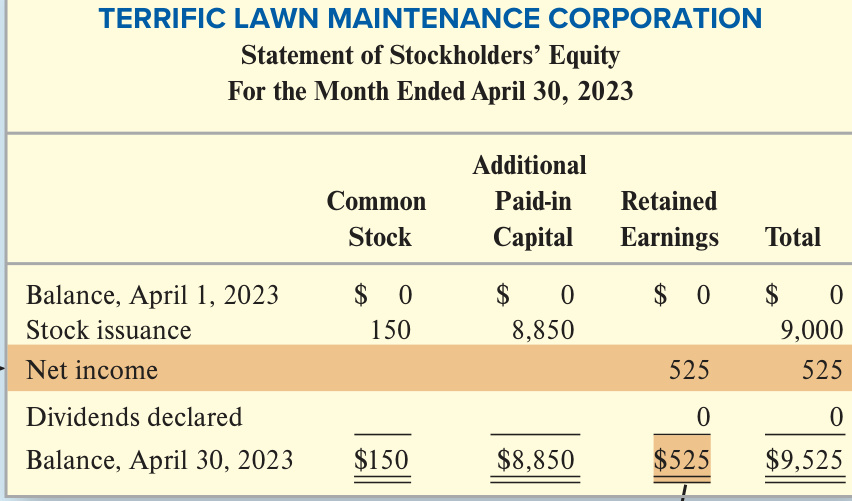 TERRIFIC LAWN MAINTENANCE CORPORATION
Statement of Stockholders’ Equity
For the Month Ended April 30, 2023
Additional
Common Paid-in Retained
Stock Capital Earnings Total
Balance, April 1, 2023 $ 0 $ 0 $ 0 $ 0
Stock issuance 150 8,850 9,000
Net income 525 525
Dividends declared 0 0
Balance, April 30, 2023 $150 $8,850 $525 $9,525